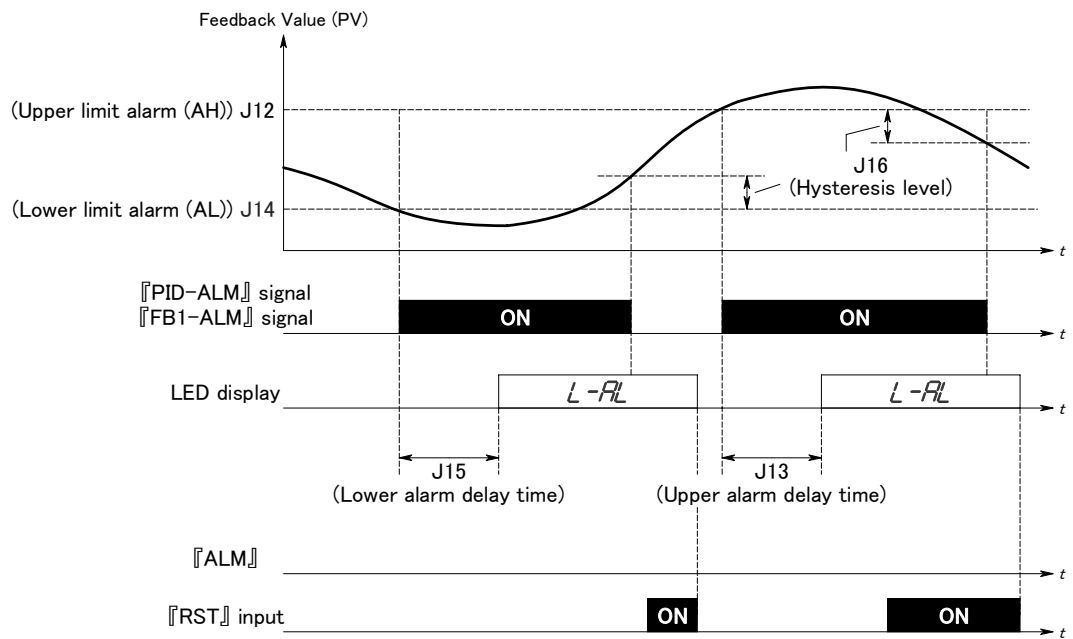 Feedback Value (PV)
(Upper limit alarm (AH)) J12
J16
(Hysteresis level)
(Lower limit alarm (AL)) J14
t
『PID-ALM』 signal
『FB1-ALM』 signal
ON
ON
t
LED display
L-AL
L-AL
t
J15
(Lower alarm delay time)
J13
(Upper alarm delay time)
『ALM』
t
『RST』 input
ON
ON
t